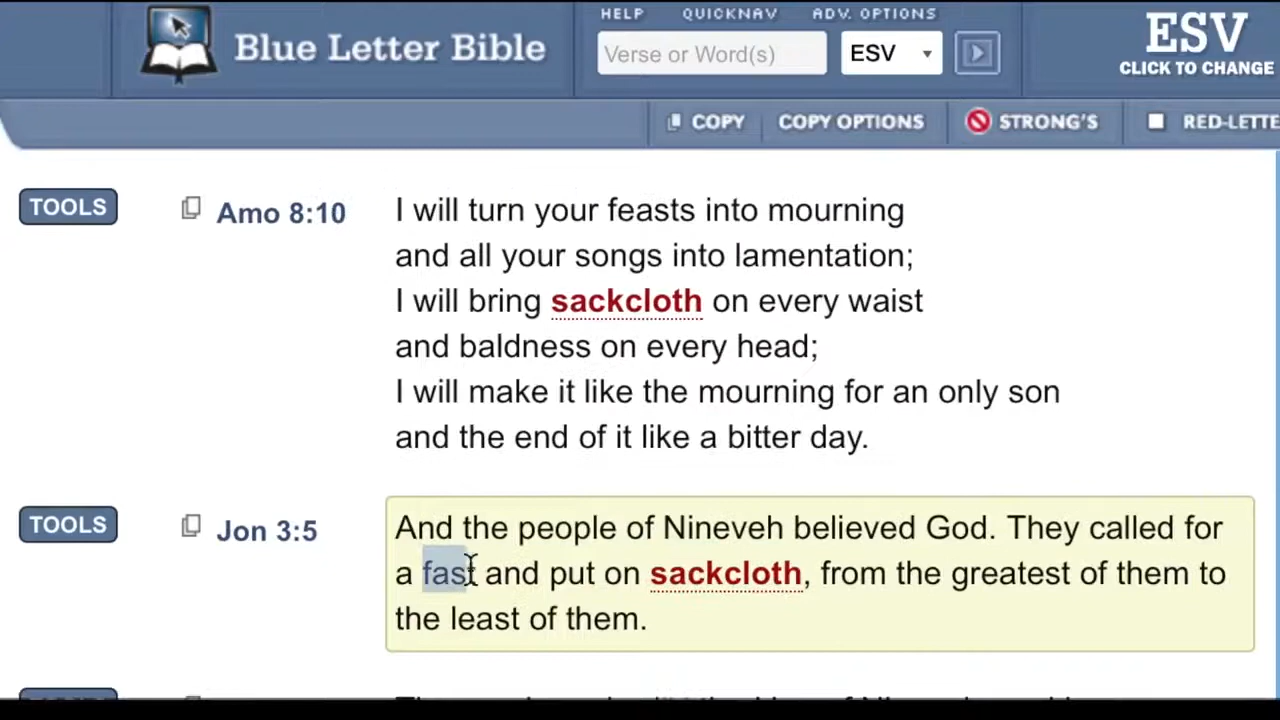 HELP QUICKNAV ADV. OPTIONS
Blue Letter Bible
Verse or Word(s)
ESV
ESV
CLICK TO CHANGE
COPY
COPY OPTIONS
STRONG'S
RED-LETTE
TOOLS
Amo 8:10
I will turn your feasts into mourning
and all your songs into lamentation;
I will bring sackcloth on every waist
and baldness on every head;
I will make it like the mourning for an only son
and the end of it like a bitter day.
TOOLS
Jon 3:5
And the people of Nineveh believed God. They called for
a fast and put on sackcloth, from the greatest of them to
the least of them.